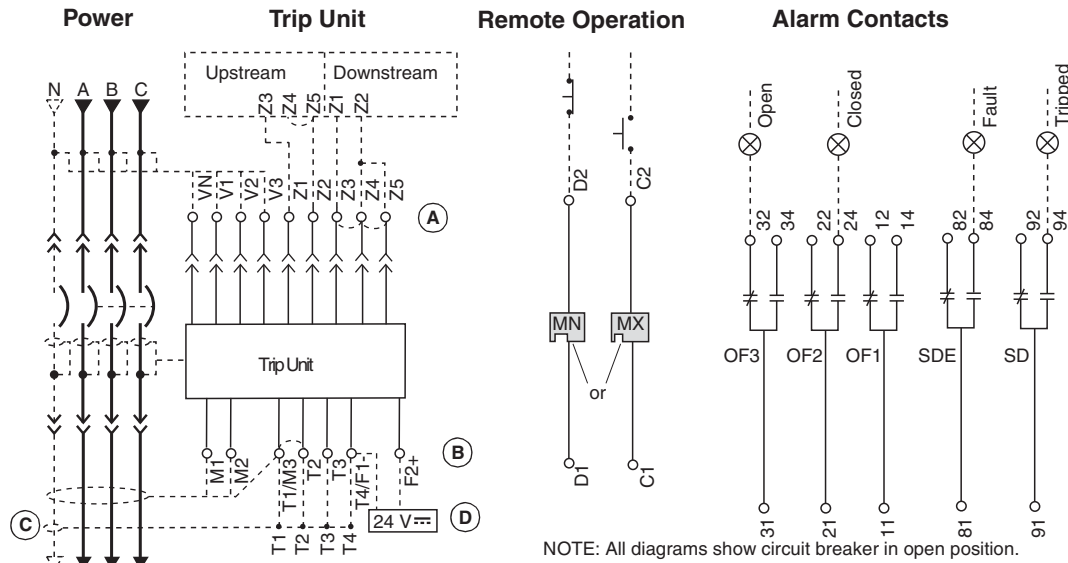 Power
Trip Unit
Remote Operation
Alarm Contacts
N A B C
Upstream
Downstream
Z3
Z4
Z5
Z1
Z2
VN
V1
V2
V3
Z1
Z2
Z3
Z4
Z5
A
Trip Unit
M1
M2
T1/M3
T2
T3
T4/F1-
F2+
B
C
24 V
D
T1
T2
T3
T4
D2
C2
MN
MX
or
D1
C1
Open
Closed
Fault
Tripped
32
34
22
24
12
14
82
84
92
94
OF3
OF2
OF1
SDE
SD
31
21
11
81
91
NOTE: All diagrams show circuit breaker in open position.